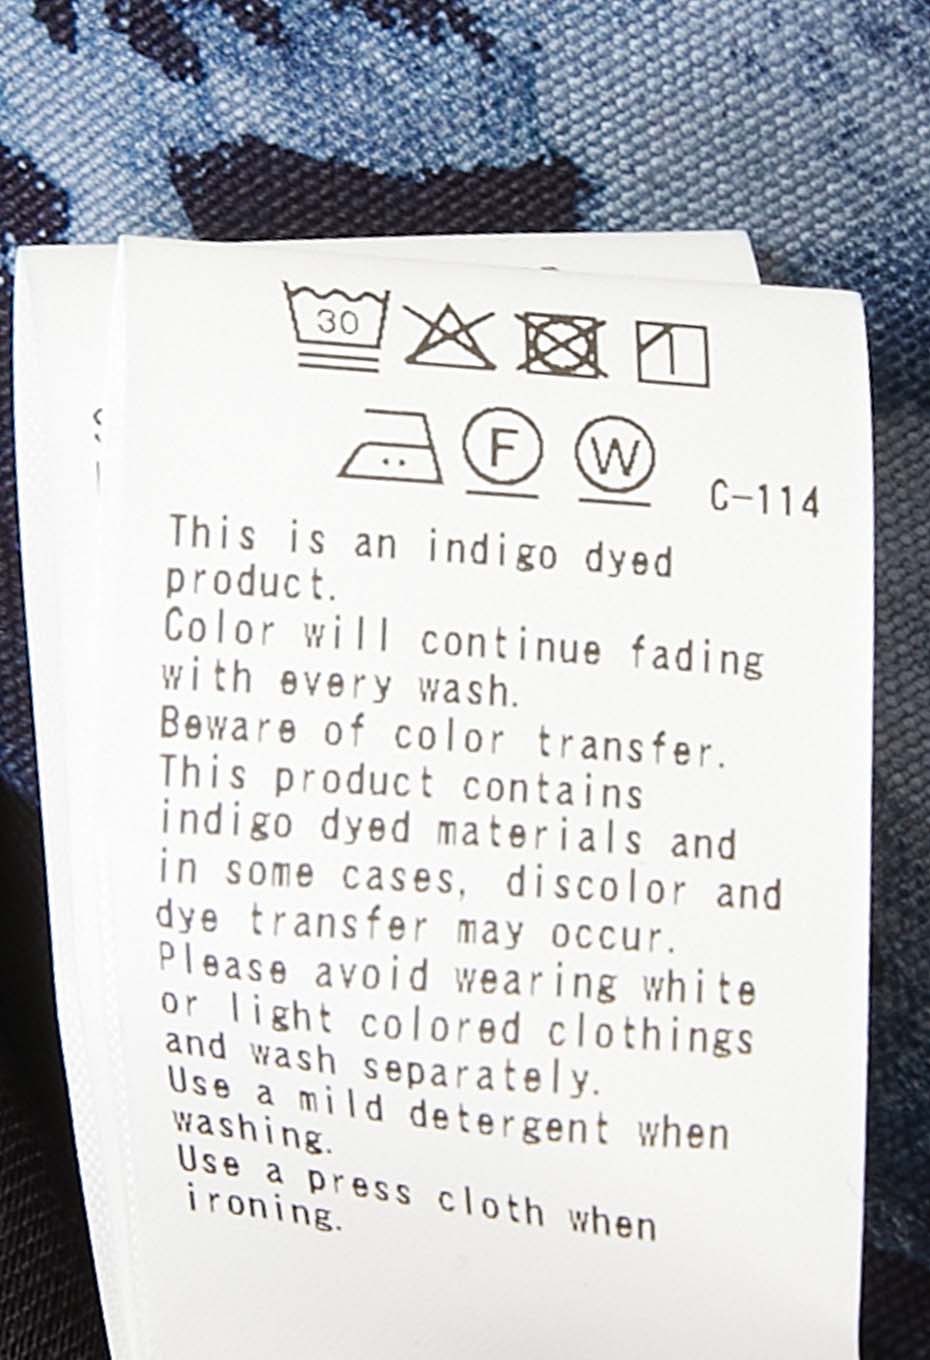 30
F
W
C-114
This is an indigo dyed
product.
Color will continue fading
with every wash.
Beware of color transfer.
This product contains
indigo dyed materials and
in some cases, discolor and
dye transfer may occur.
Please avoid wearing white
or light colored clothings
and wash separately.
Use a mild detergent when
washing.
Use a press cloth when
ironing.